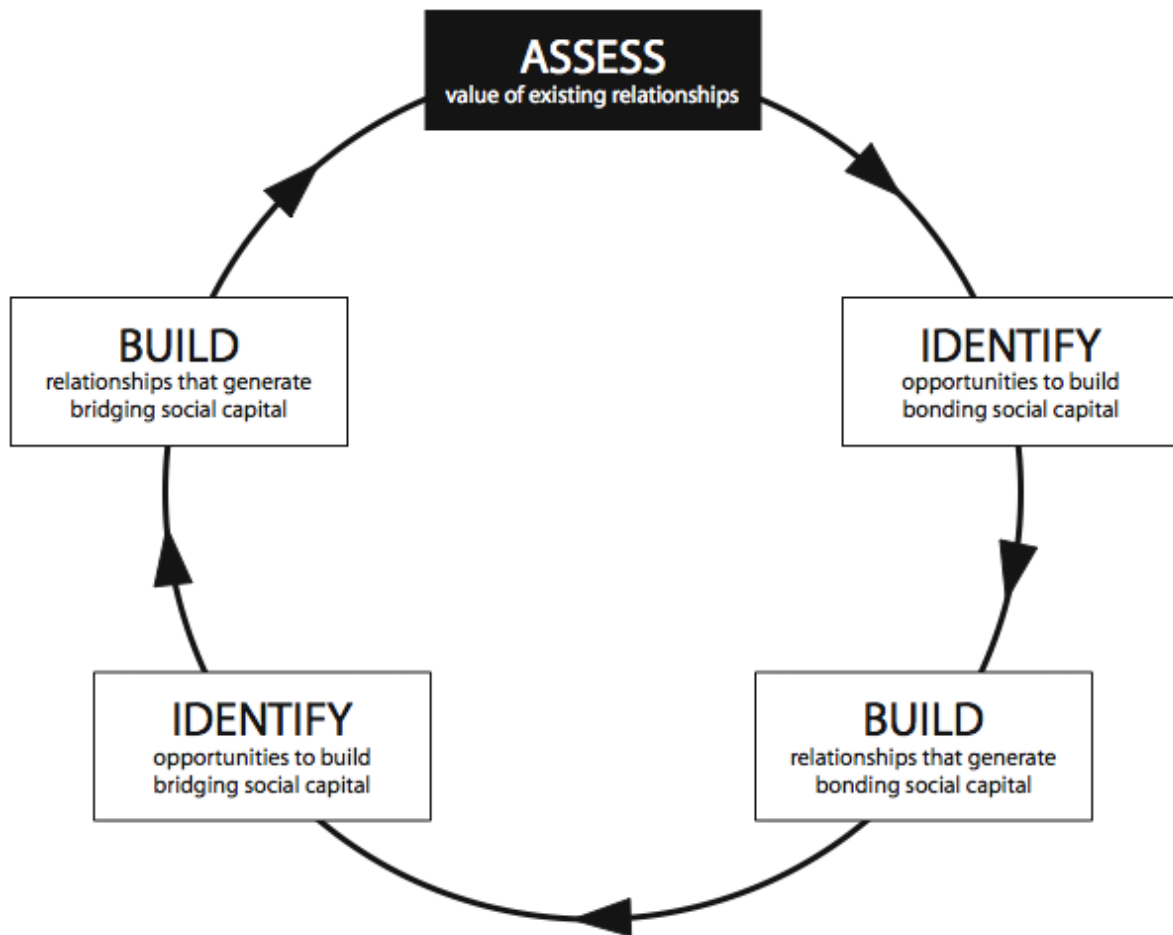 ASSESS
value of existing relationships
IDENTIFY
opportunities to build
bonding social capital
BUILD
relationships that generate
bonding social capital
IDENTIFY
opportunities to build
bridging social capital
BUILD
relationships that generate
bridging social capital